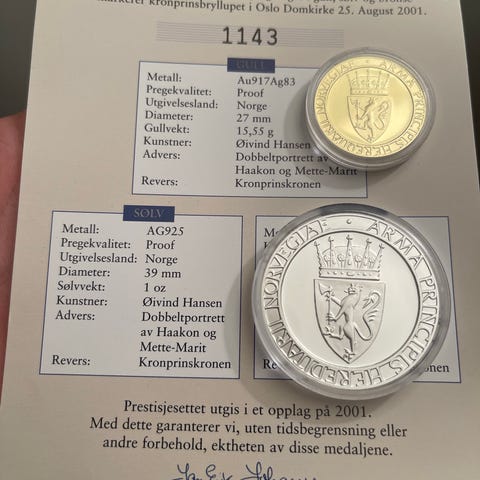 markerer kronprinsbryllupet i Oslo Domkirke 25. August 2001.
1143
GULL
Metall: Au917Ag83
Pregekvalitet: Proof
Utgivelsesland: Norge
Diameter: 27 mm
Gullvekt: 15,55 g
Kunstner: Øivind Hansen
Advers: Dobbeltportrett av
Haakon og Mette-Marit
Revers: Kronprinskronen
ARMA PRINCIPIS HEREDITARII NORVEGIAE •
SØLV
Metall: AG925
Pregekvalitet: Proof
Utgivelsesland: Norge
Diameter: 39 mm
Sølvvekt: 1 oz
Kunstner: Øivind Hansen
Advers: Dobbeltportrett
av Haakon og
Mette-Marit
Revers: Kronprinskronen
ARMA PRINCIPIS HEREDITARII NORVEGIAE •
Prestisjesettet utgis i et opplag på 2001.
Med dette garanterer vi, uten tidsbegrensning eller
andre forbehold, ektheten av disse medaljene.